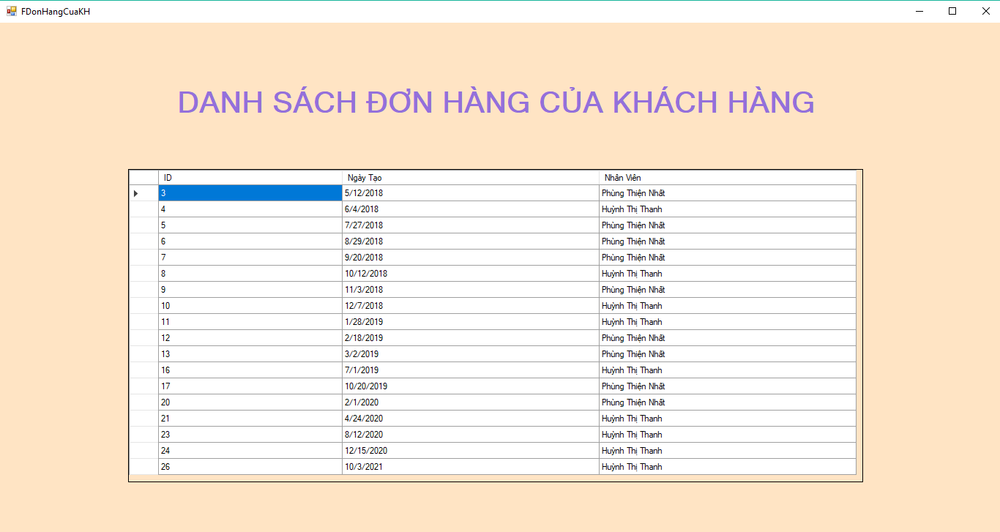 FDonHangCuaKH
DANH SÁCH ĐƠN HÀNG CỦA KHÁCH HÀNG
ID Ngày Tạo Nhân Viên
3 5/12/2018 Phùng Thiện Nhất
4 6/4/2018 Huỳnh Thị Thanh
5 7/27/2018 Phùng Thiện Nhất
6 8/29/2018 Phùng Thiện Nhất
7 9/20/2018 Phùng Thiện Nhất
8 10/12/2018 Huỳnh Thị Thanh
9 11/3/2018 Phùng Thiện Nhất
10 12/7/2018 Huỳnh Thị Thanh
11 1/28/2019 Huỳnh Thị Thanh
12 2/18/2019 Phùng Thiện Nhất
13 3/2/2019 Phùng Thiện Nhất
16 7/1/2019 Huỳnh Thị Thanh
17 10/20/2019 Phùng Thiện Nhất
20 2/1/2020 Phùng Thiện Nhất
21 4/24/2020 Huỳnh Thị Thanh
23 8/12/2020 Huỳnh Thị Thanh
24 12/15/2020 Huỳnh Thị Thanh
26 10/3/2021 Huỳnh Thị Thanh